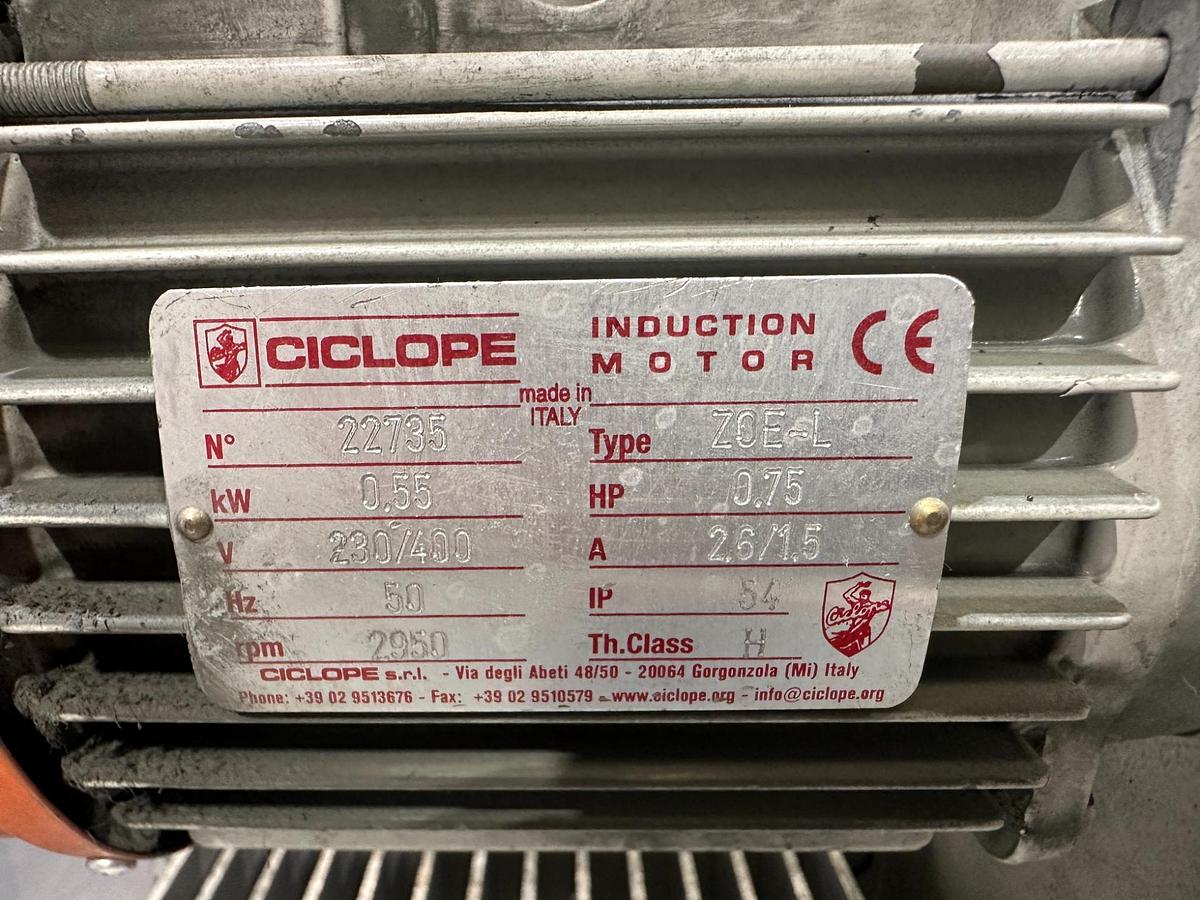 CICLOPE
INDUCTION
MOTOR
CE
made in
ITALY
N° 22735
Type ZOE-L
kW 0.55
HP 0.75
V 230/400
A 2.6/1.5
Hz 50
IP 54
Ciclope
rpm 2950
Th.Class H
CICLOPE s.r.l. - Via degli Abeti 48/50 - 20064 Gorgonzola (Mi) Italy
Phone: +39 02 9513676 - Fax: +39 02 9510579 - www.ciclope.org - info@ciclope.org